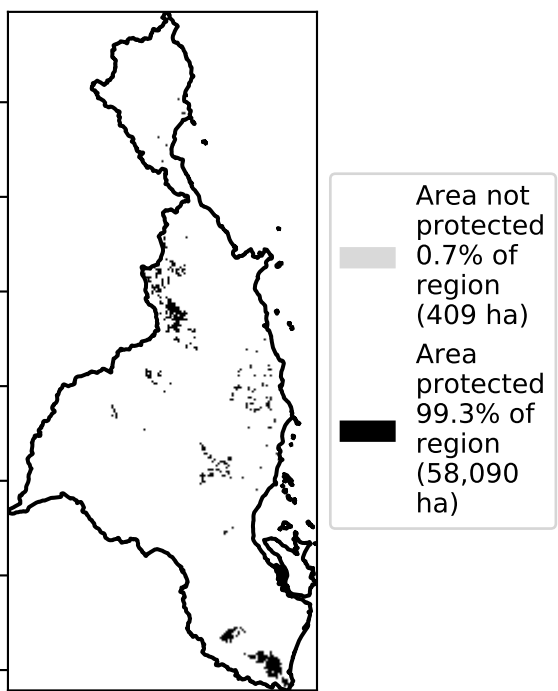 Area not
protected
0.7% of
region
(409 ha)
Area
protected
99.3% of
region
(58,090
ha)